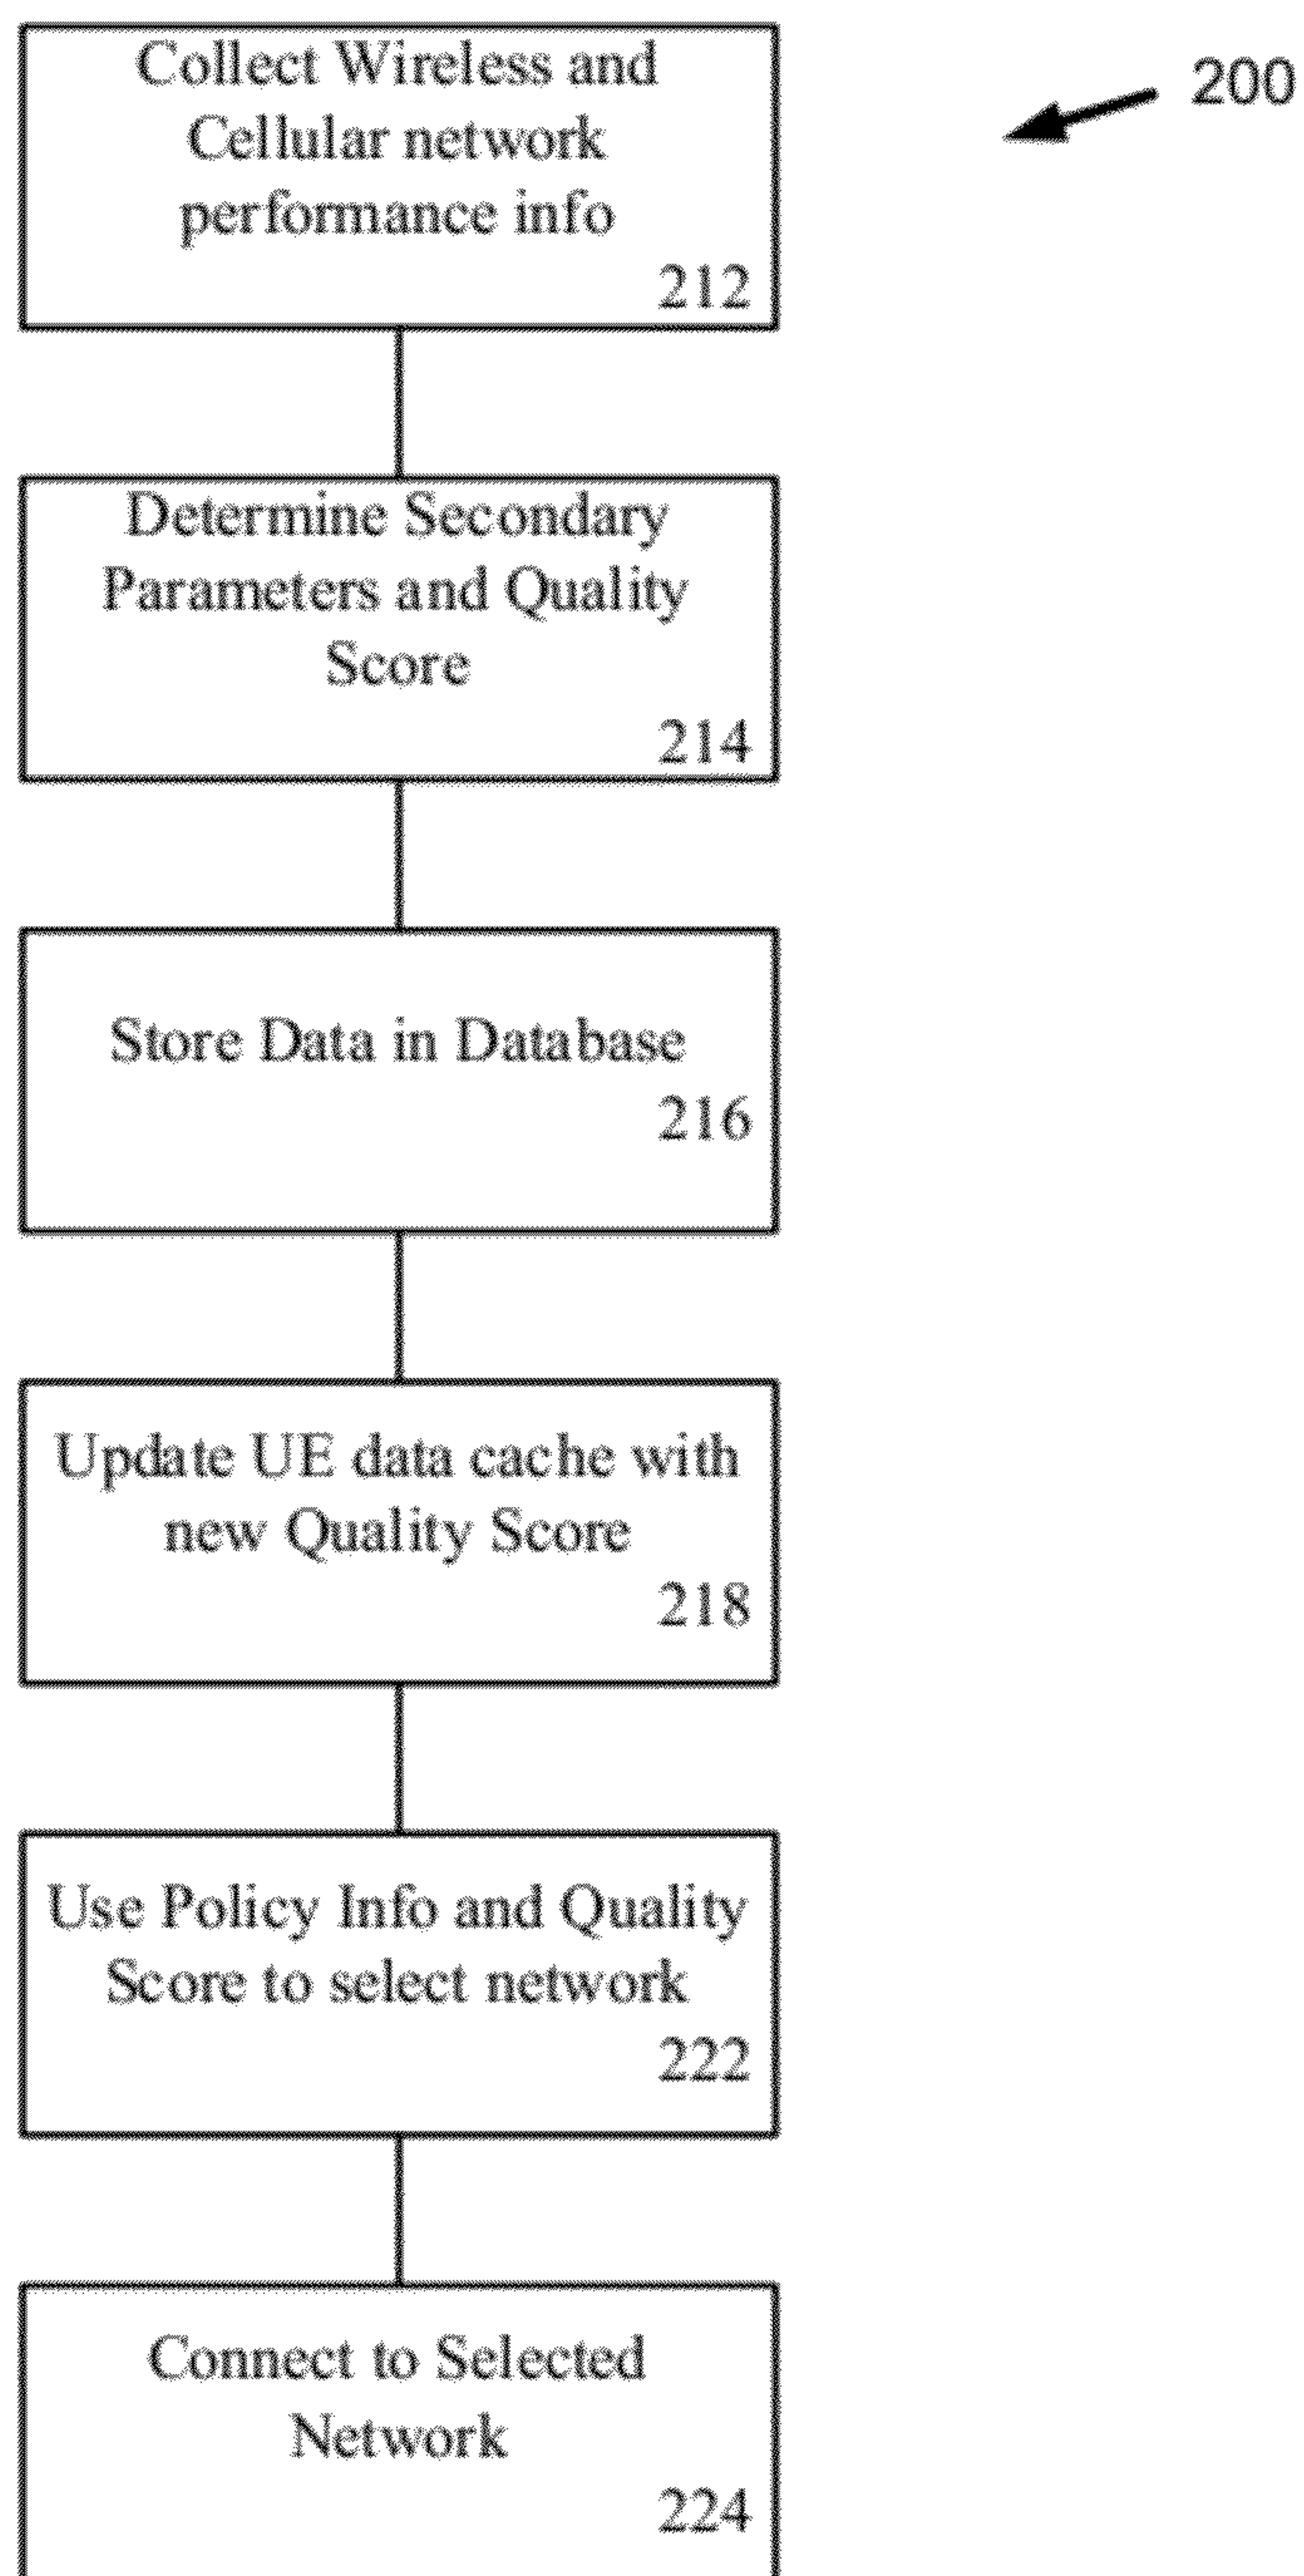 Collect Wireless and
200
Cellular network
performance info
212
Determine Secondary
Parameters and Quality
Score
214
Store Data in Database
216
Update UE data cache with
new Quality Score
218
Use Policy Info and Quality
Score to select network
222
Connect to Selected
Network
224